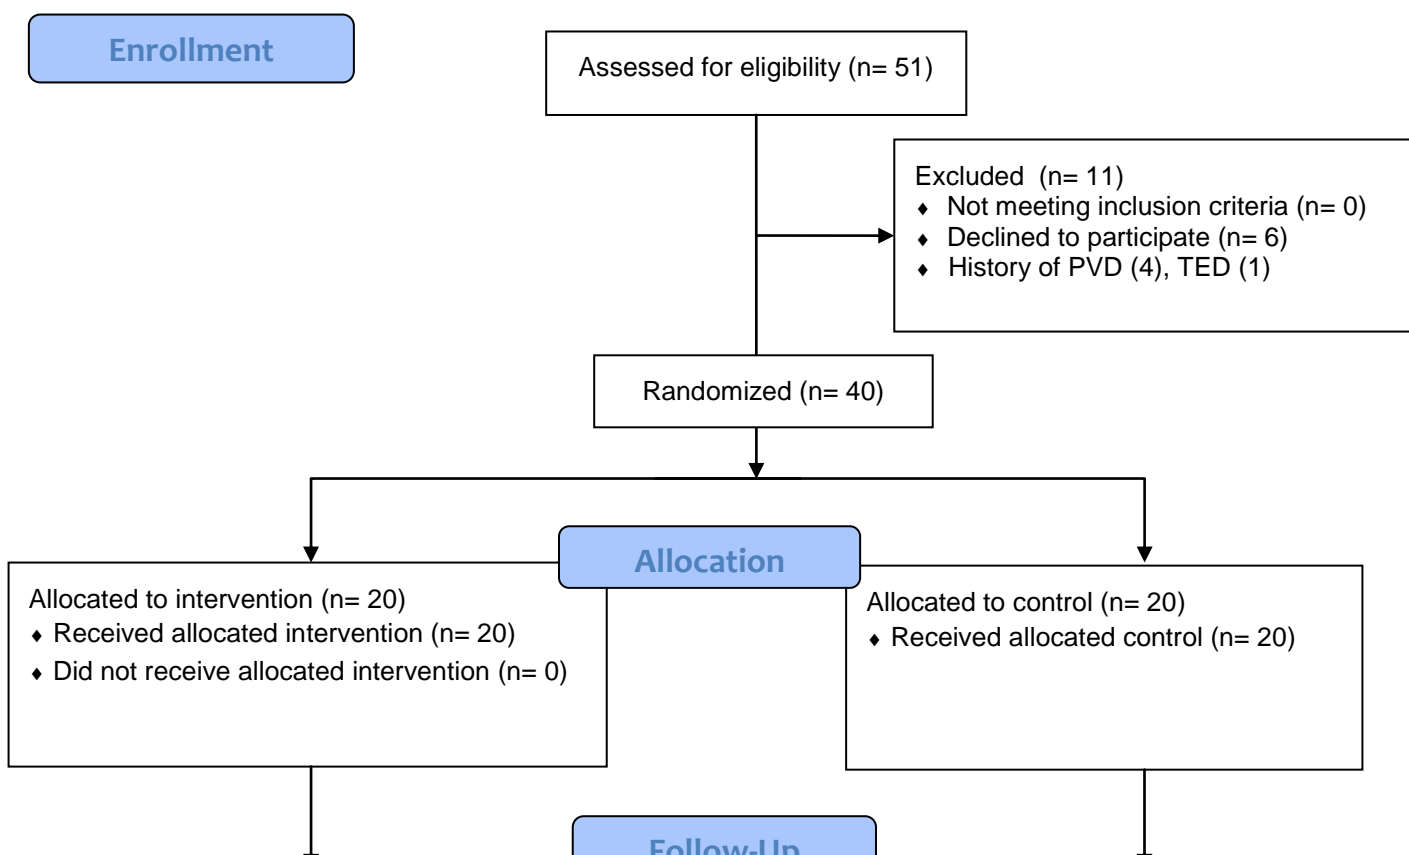 Enrollment
Assessed for eligibility (n= 51)
Excluded (n= 11)
♦ Not meeting inclusion criteria (n= 0)
♦ Declined to participate (n= 6)
♦ History of PVD (4), TED (1)
Randomized (n= 40)
Allocation
Allocated to intervention (n= 20)
♦ Received allocated intervention (n= 20)
♦ Did not receive allocated intervention (n= 0)
Allocated to control (n= 20)
♦ Received allocated control (n= 20)
Follow-Up